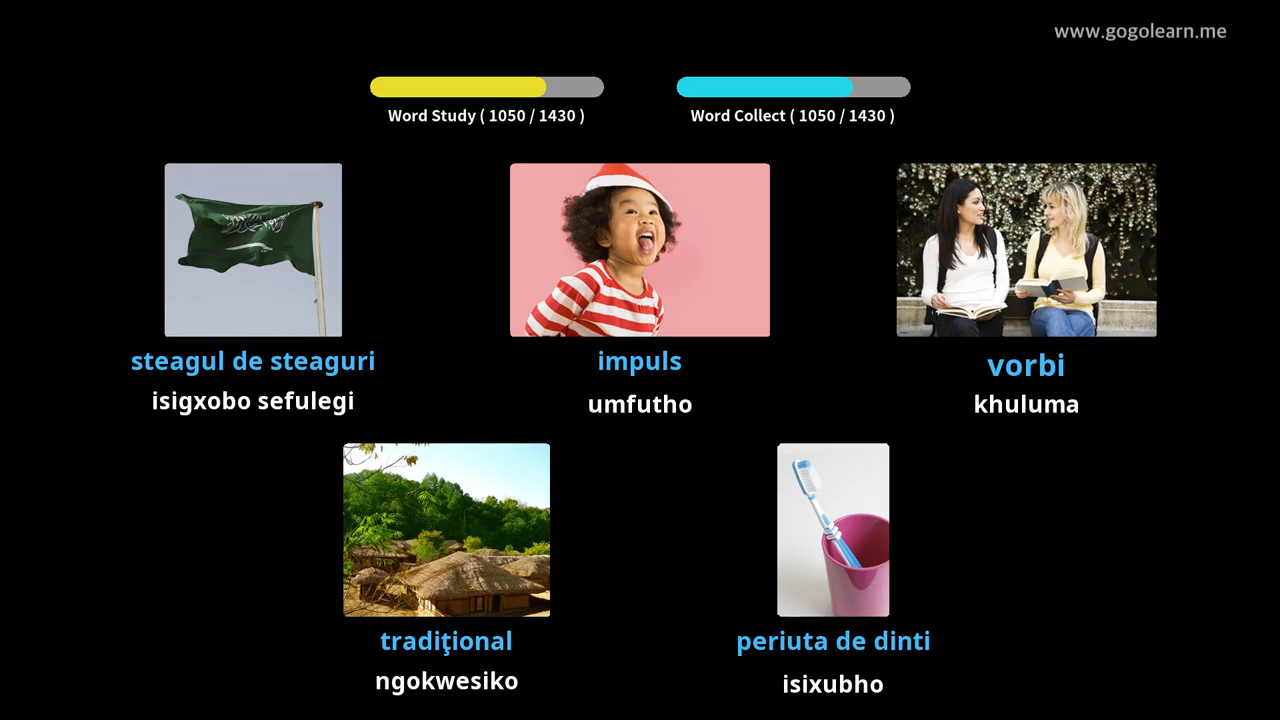 www.gogolearn.me
Word Study ( 1050 / 1430 )
Word Collect ( 1050 / 1430 )
steagul de steaguri
impuls
vorbi
isigxobo sefulegi
umfutho
khuluma
tradiţional
periuta de dinti
ngokwesiko
isixubho